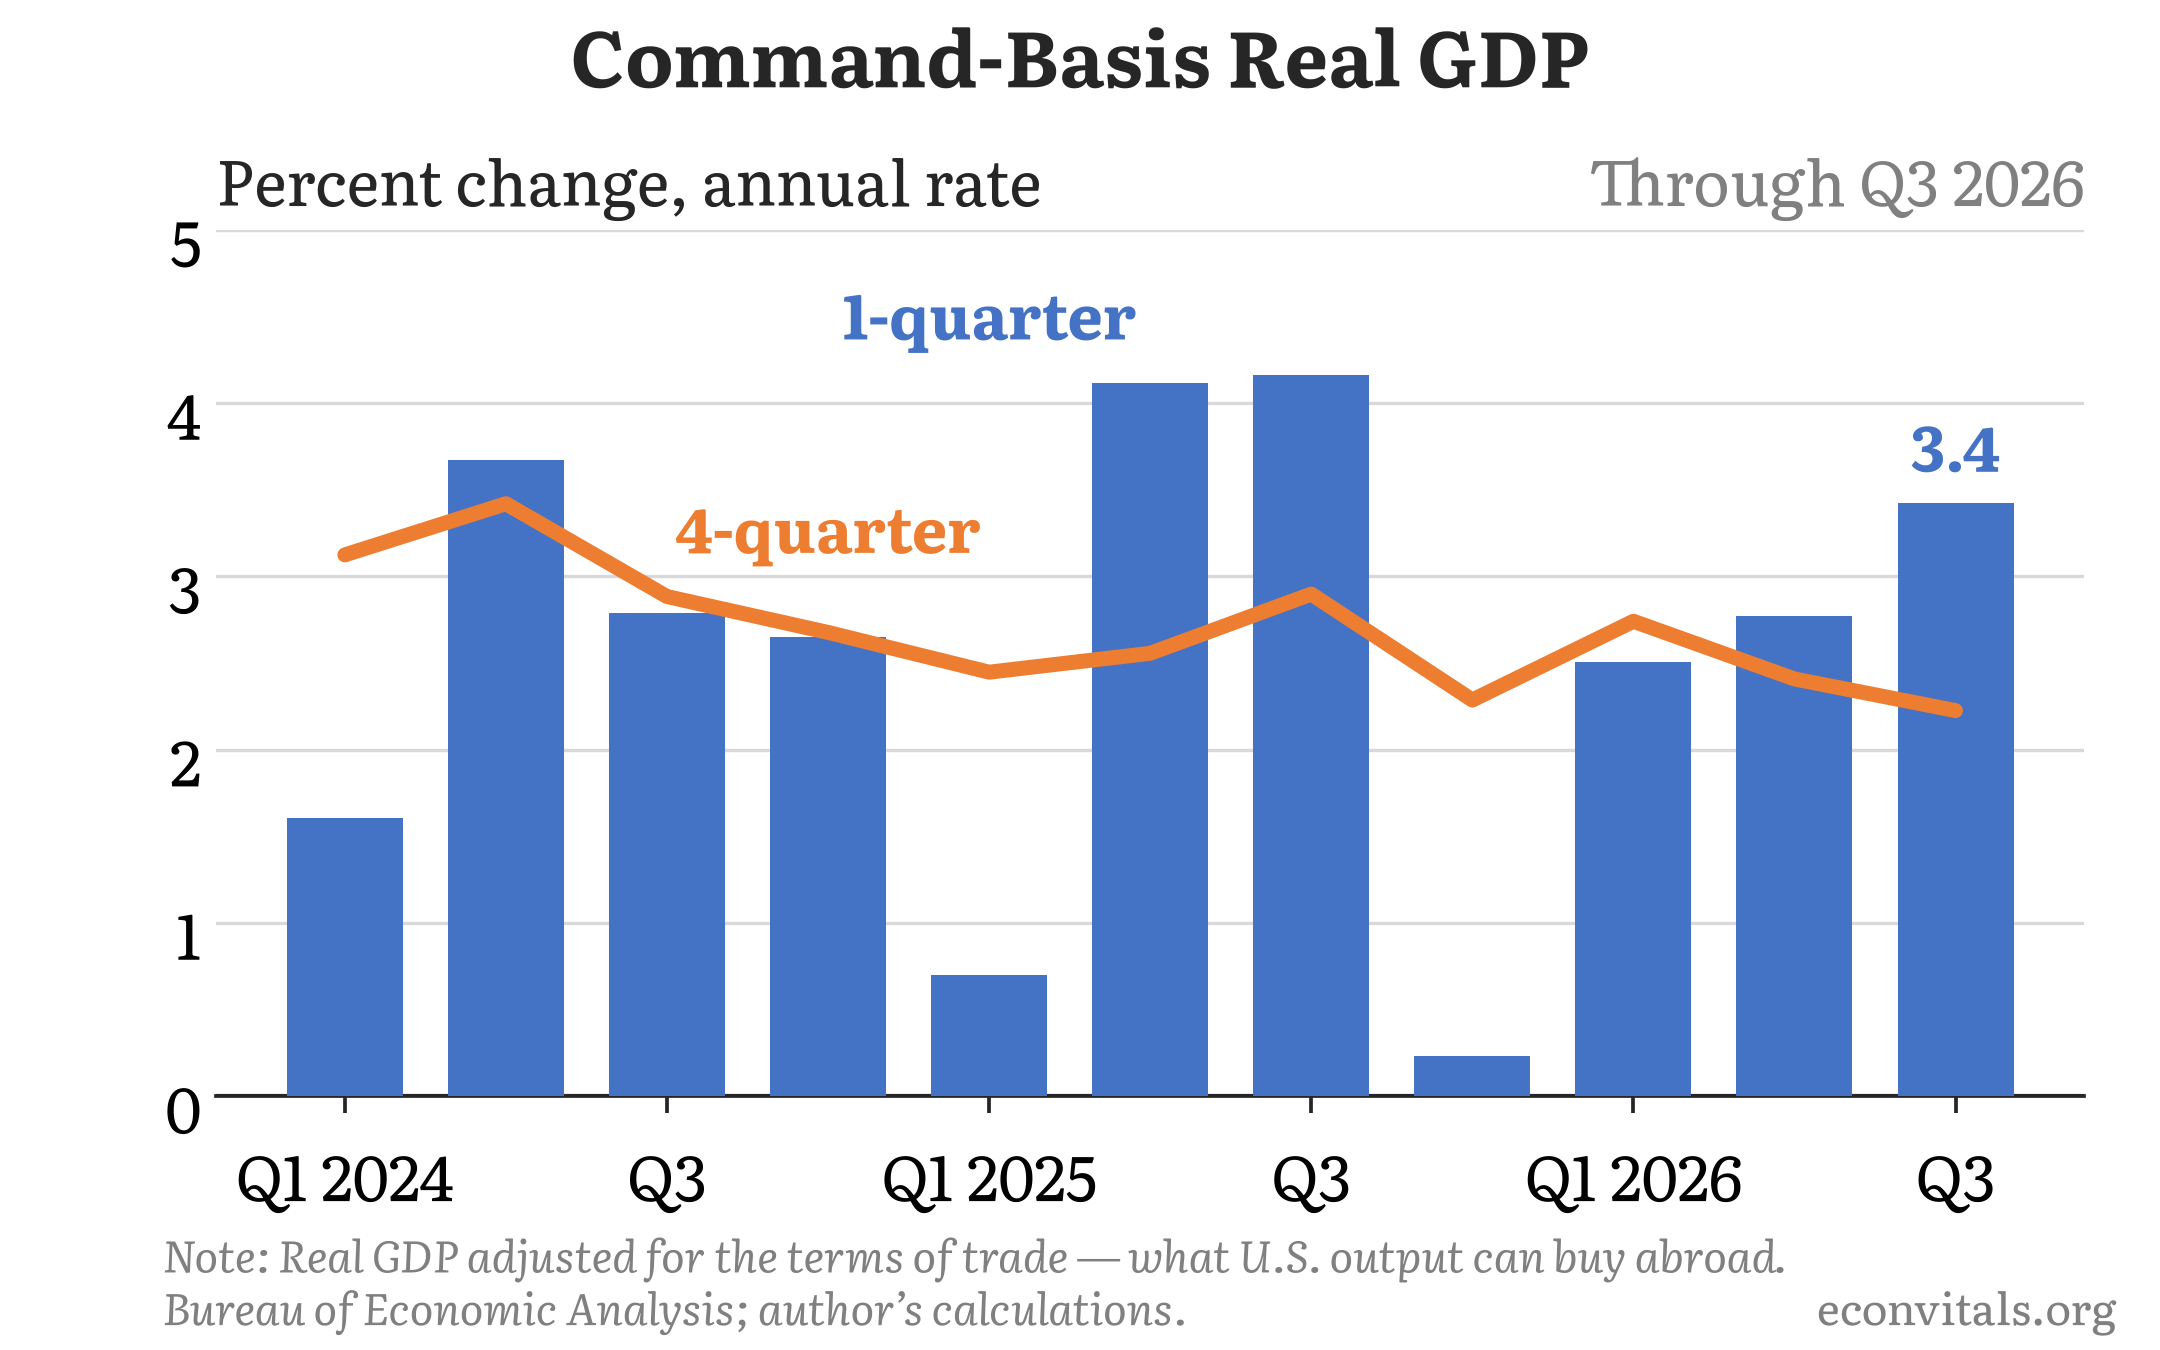 Command-Basis Real GDP
Percent change, annual rate
Through Q3 2026
5
1-quarter
4
3.4
4-quarter
3
2
1
0
Q1 2024 Q3 Q1 2025 Q3 Q1 2026 Q3
Note: Real GDP adjusted for the terms of trade — what U.S. output can buy abroad.
Bureau of Economic Analysis; author’s calculations.
econvitals.org